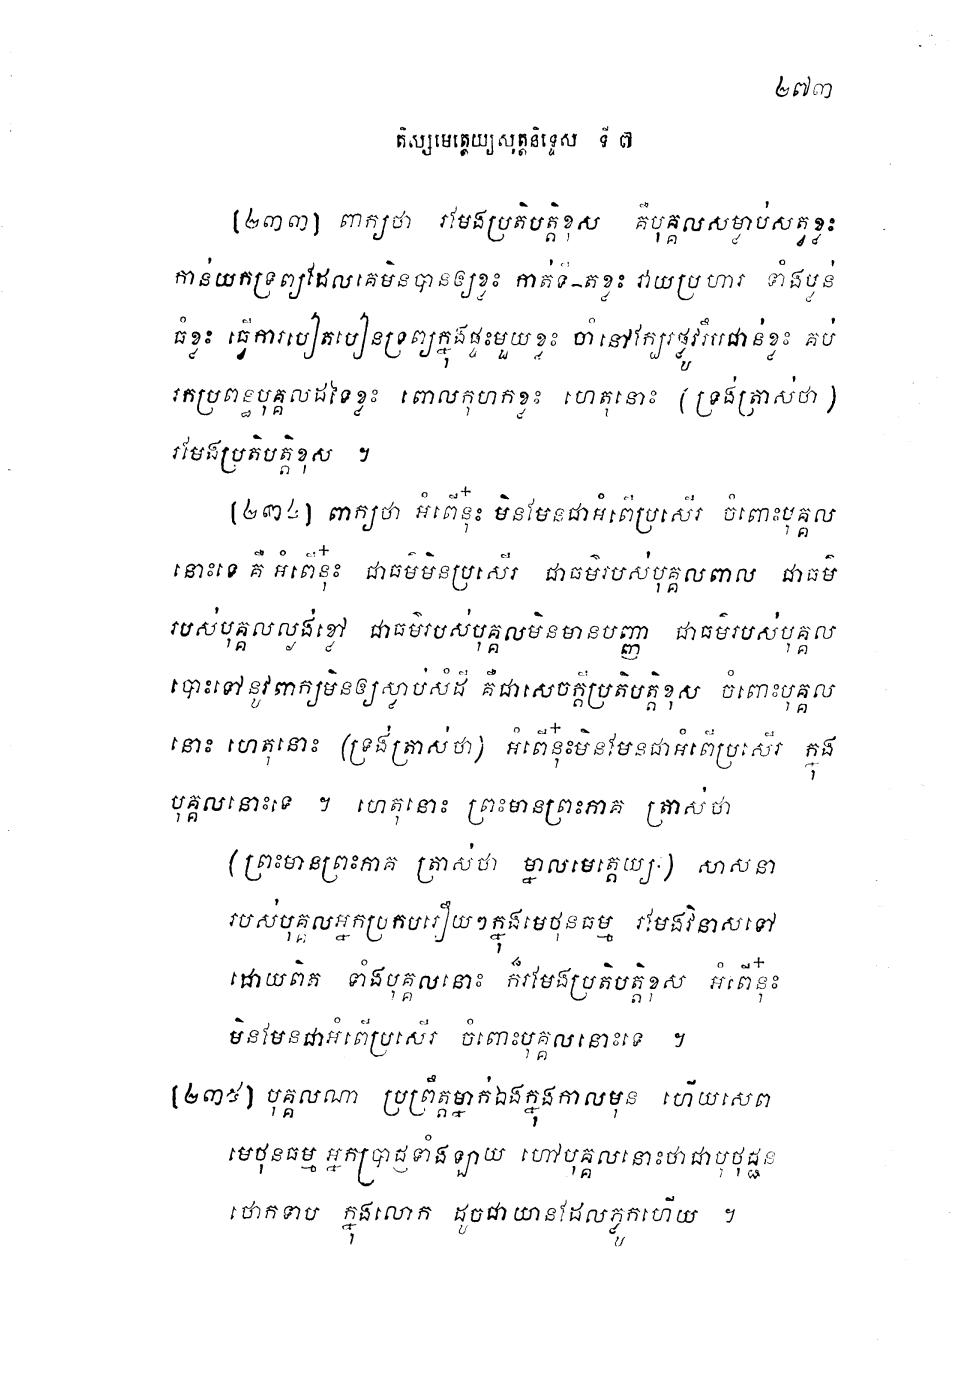 ២៧៣
តិស្សមេត្តេយ្យសុត្តនិទ្ទេស ទី ៧
[២៣៣] ពាក្យថា រមែងប្រតិបត្តិខុស គឺបុគ្គលសម្លាប់សត្វខ្លះ
កាន់យកទ្រព្យដែលគេមិនបានឲ្យខ្លះ កាត់ទី-តខ្លះ វាយប្រហារ ទាំងប្លន់
ធំខ្លះ ធ្វើការបៀតបៀនទ្រព្យក្នុងផ្ទះមួយខ្លះ ចាំនៅក្បែរផ្លូវរឹបជាន់ខ្លះ គប់
រកប្រពន្ធបុគ្គលដទៃខ្លះ ពោលកុហកខ្លះ ហេតុនោះ (ទ្រង់ត្រាស់ថា)
រមែងប្រតិបត្តិខុស ។
[២៣៤] ពាក្យថា អំពើនុ៎ះ មិនមែនជាអំពើប្រសើរ ចំពោះបុគ្គល
នោះទេ គឺ អំពើនុ៎ះ ជាធម៌មិនប្រសើរ ជាធម៌របស់បុគ្គលពាល ជាធម៌
របស់បុគ្គលល្ងង់ខ្លៅ ជាធម៌របស់បុគ្គលមិនមានបញ្ញា ជាធម៌របស់បុគ្គល
បោះទៅនូវពាក្យមិនឲ្យស្លាប់សំដី គឺជាសេចក្តីប្រតិបត្តិខុស ចំពោះបុគ្គល
នោះ ហេតុនោះ (ទ្រង់ត្រាស់ថា) អំពើនុ៎ះមិនមែនជាអំពើប្រសើរ ក្នុង
បុគ្គលនោះទេ ។ ហេតុនោះ ព្រះមានព្រះភាគ ត្រាស់ថា
(ព្រះមានព្រះភាគ ត្រាស់ថា ម្នាលមេត្តេយ្យៈ) សាសនា
របស់បុគ្គលអ្នកប្រកបរឿយៗក្នុងមេថុនធម្ម រមែងវិនាសទៅ
ដោយពិត ទាំងបុគ្គលនោះ ក៏រមែងប្រតិបត្តិខុស អំពើនុ៎ះ
មិនមែនជាអំពើប្រសើរ ចំពោះបុគ្គលនោះទេ ។
[២៣៥] បុគ្គលណា ប្រព្រឹត្តម្នាក់ឯងក្នុងកាលមុន ហើយសេព
មេថុនធម្ម អ្នកប្រាជ្ញទាំងឡាយ ហៅបុគ្គលនោះថាជាបុថុជ្ជន
ថោកទាប ក្នុងលោក ដូចជាយានដែលភ្លូកហើយ ។